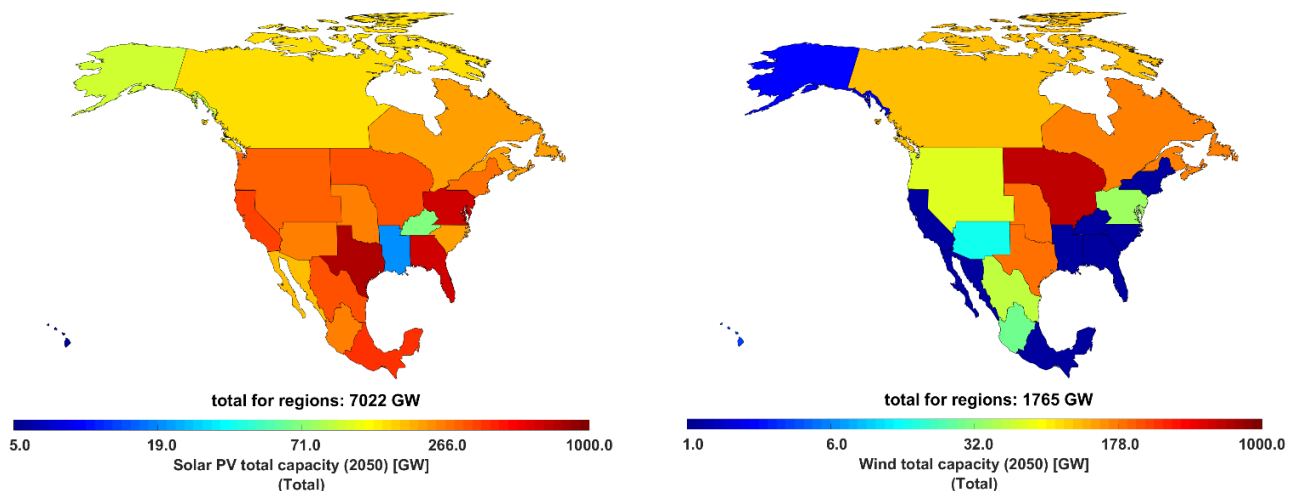 total for regions: 7022 GW
5.0 19.0 71.0 266.0 1000.0
Solar PV total capacity (2050) [GW]
(Total)
total for regions: 1765 GW
1.0 6.0 32.0 178.0 1000.0
Wind total capacity (2050) [GW]
(Total)